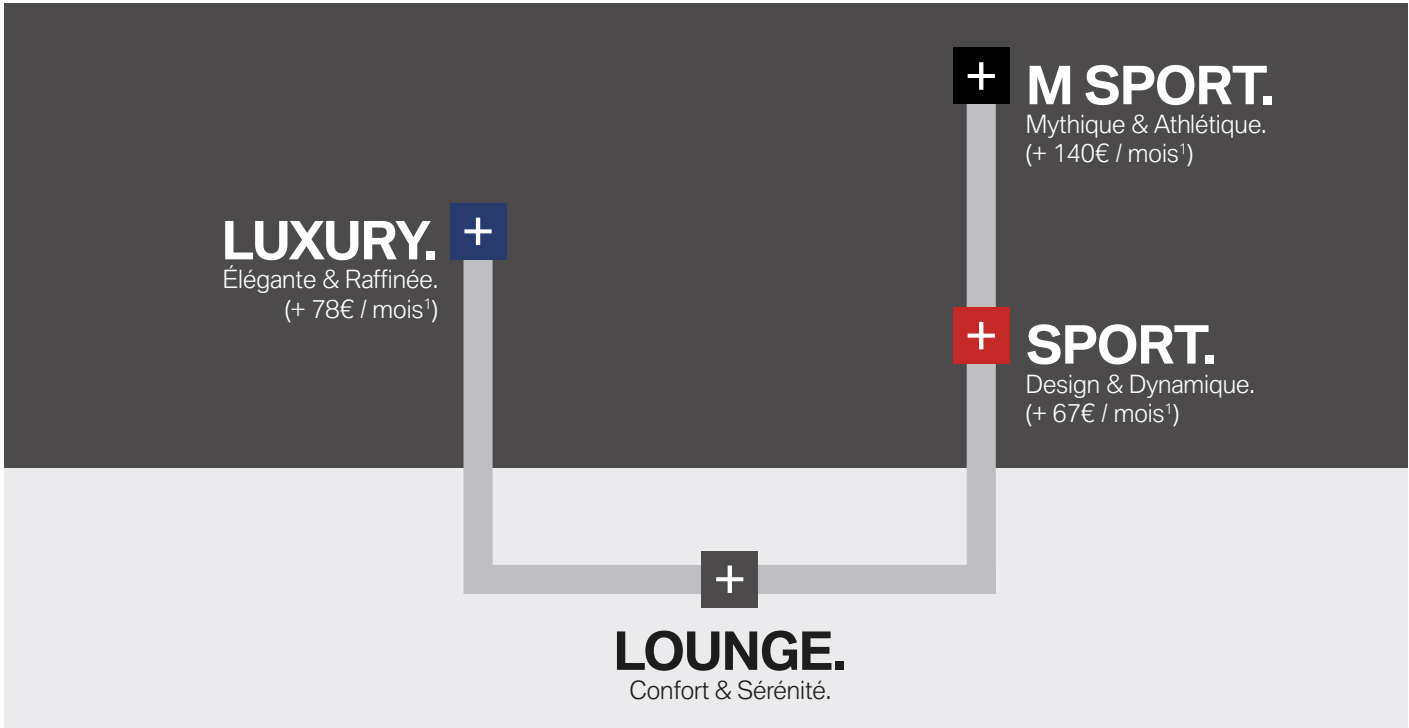 M SPORT.
Mythique & Athlétique.
(+ 140€ / mois¹)
LUXURY.
Élégante & Raffinée.
(+ 78€ / mois¹)
SPORT.
Design & Dynamique.
(+ 67€ / mois¹)
LOUNGE.
Confort & Sérénité.